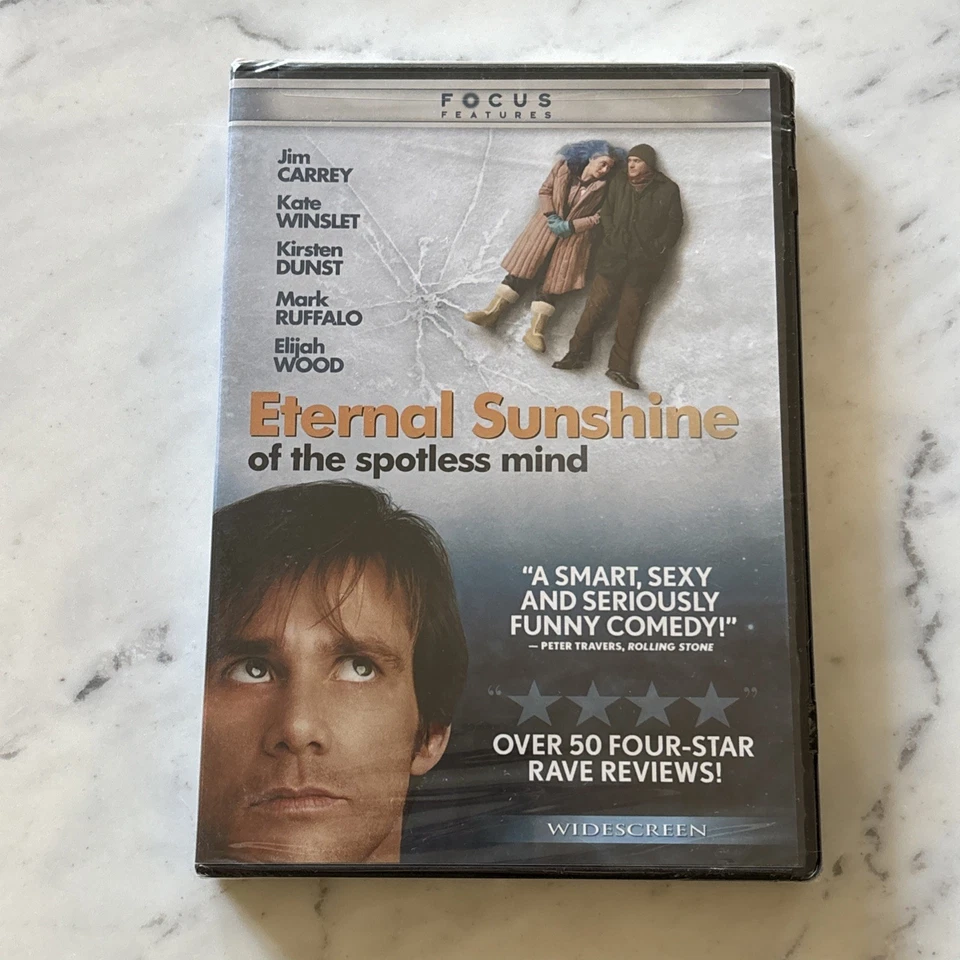 FOCUS
FEATURES
Jim
CARREY
Kate
WINSLET
Kirsten
DUNST
Mark
RUFFALO
Elijah
WOOD
Eternal Sunshine
of the spotless mind
“A SMART, SEXY
AND SERIOUSLY
FUNNY COMEDY!”
— PETER TRAVERS, ROLLING STONE
“★★★★”
OVER 50 FOUR-STAR
RAVE REVIEWS!
WIDESCREEN